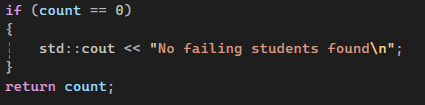 if (count == 0)
{
    std::cout << "No failing students found\n";
}
return count;